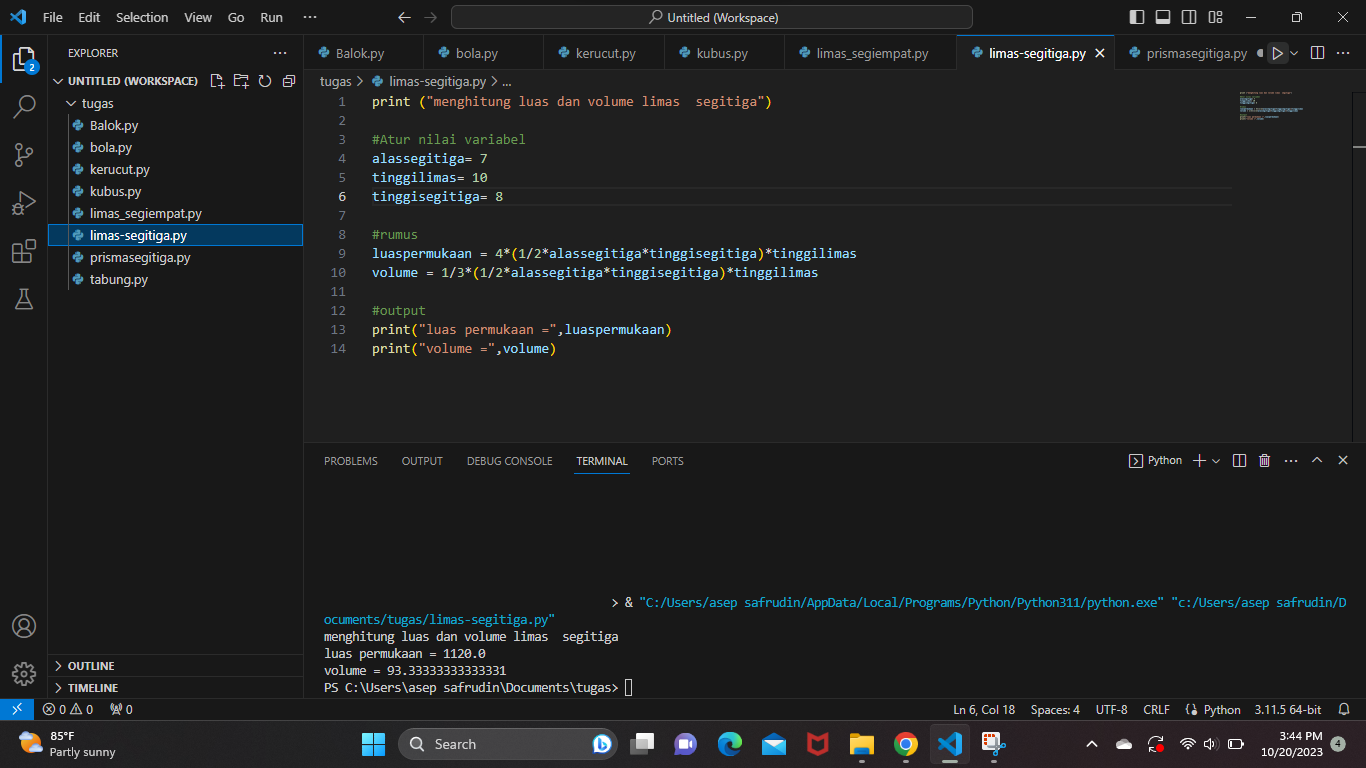 File Edit Selection View Go Run ··· Untitled (Workspace)
EXPLORER ···
UNTITLED (WORKSPACE)
tugas
Balok.py
bola.py
kerucut.py
kubus.py
limas_segiempat.py
limas-segitiga.py
prismasegitiga.py
tabung.py
OUTLINE
TIMELINE
2
Balok.py bola.py kerucut.py kubus.py limas_segiempat.py limas-segitiga.py prismasegitiga.py
tugas > limas-segitiga.py > ...
1 print ("menghitung luas dan volume limas  segitiga")
2
3 #Atur nilai variabel
4 alassegitiga= 7
5 tinggilimas= 10
6 tinggisegitiga= 8
7
8 #rumus
9 luaspermukaan = 4*(1/2*alassegitiga*tinggisegitiga)*tinggilimas
10 volume = 1/3*(1/2*alassegitiga*tinggisegitiga)*tinggilimas
11
12 #output
13 print("luas permukaan =",luaspermukaan)
14 print("volume =",volume)
PROBLEMS OUTPUT DEBUG CONSOLE TERMINAL PORTS Python
> & "C:/Users/asep safrudin/AppData/Local/Programs/Python/Python311/python.exe" "c:/Users/asep safrudin/D
ocuments/tugas/limas-segitiga.py"
menghitung luas dan volume limas  segitiga
luas permukaan = 1120.0
volume = 93.33333333333331
PS C:\Users\asep safrudin\Documents\tugas>
0 0 0 Ln 6, Col 18 Spaces: 4 UTF-8 CRLF Python 3.11.5 64-bit
85°F
Partly sunny
Search
3:44 PM
10/20/2023
4